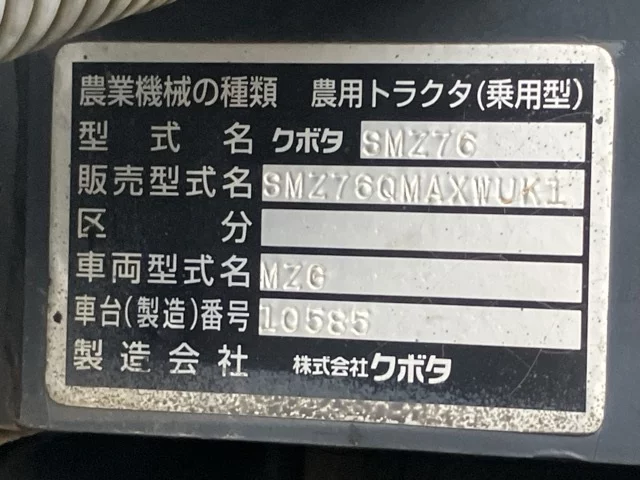 農業機械の種類 農用トラクタ(乗用型)
型式名 クボタ SMZ76
販売型式名 SMZ76QMAXWUK1
区分
車両型式名 MZG
車台(製造)番号 10585
製造会社 株式会社クボタ